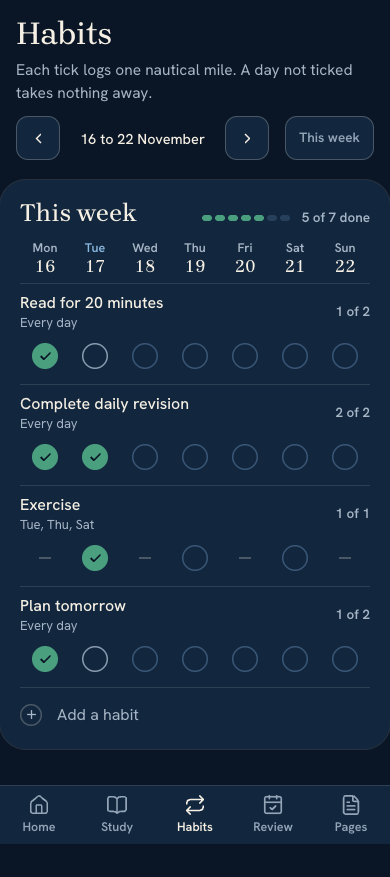 Habits
Each tick logs one nautical mile. A day not ticked
takes nothing away.
16 to 22 November
This week
This week
5 of 7 done
Mon Tue Wed Thu Fri Sat Sun
16 17 18 19 20 21 22
Read for 20 minutes
1 of 2
Every day
Complete daily revision
2 of 2
Every day
Exercise
1 of 1
Tue, Thu, Sat
Plan tomorrow
1 of 2
Every day
Add a habit
Home Study Habits Review Pages